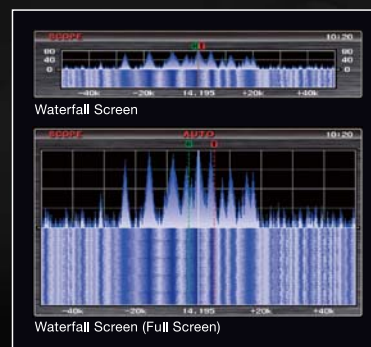 SCOPE 10:20
60 60
40 40
0 0
-40k -20k 14.195 +20k +40k
Waterfall Screen
SCOPE AUTO 10:20
-40k -20k 14.195 +20k +40k
Waterfall Screen (Full Screen)